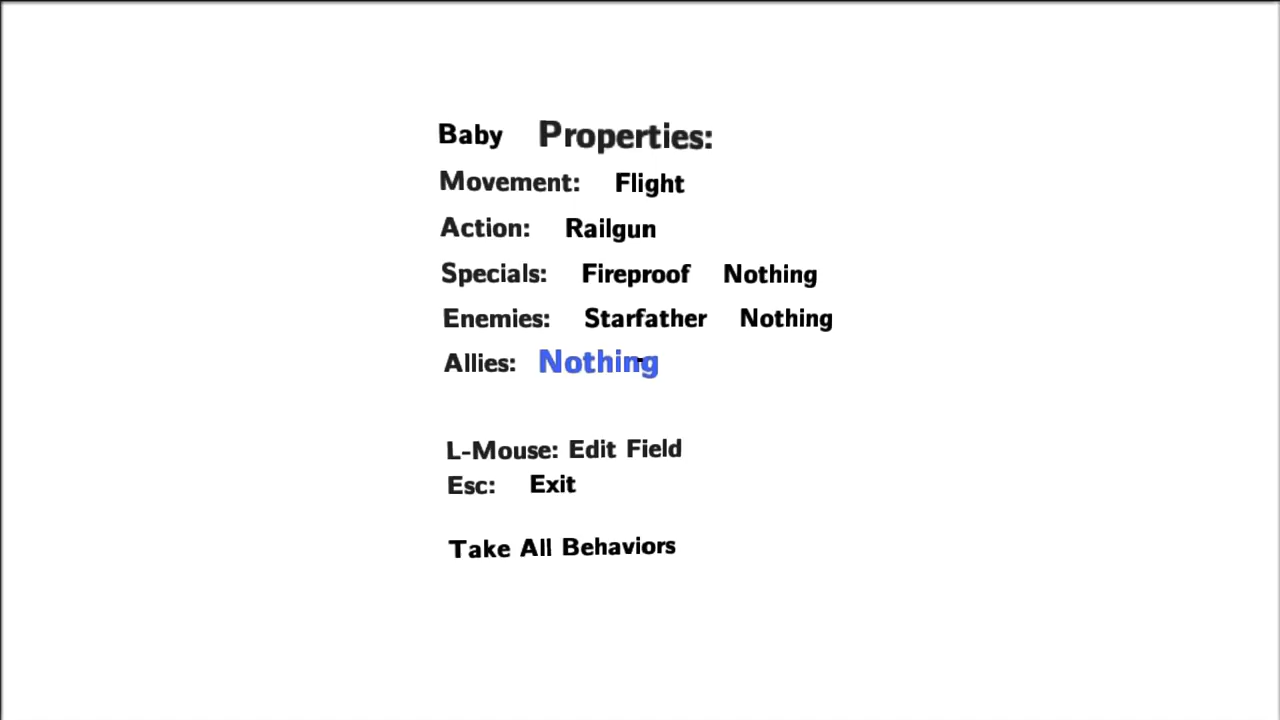 Baby Properties:
Movement: Flight
Action: Railgun
Specials: Fireproof Nothing
Enemies: Starfather Nothing
Allies: Nothing
L-Mouse: Edit Field
Esc: Exit
Take All Behaviors